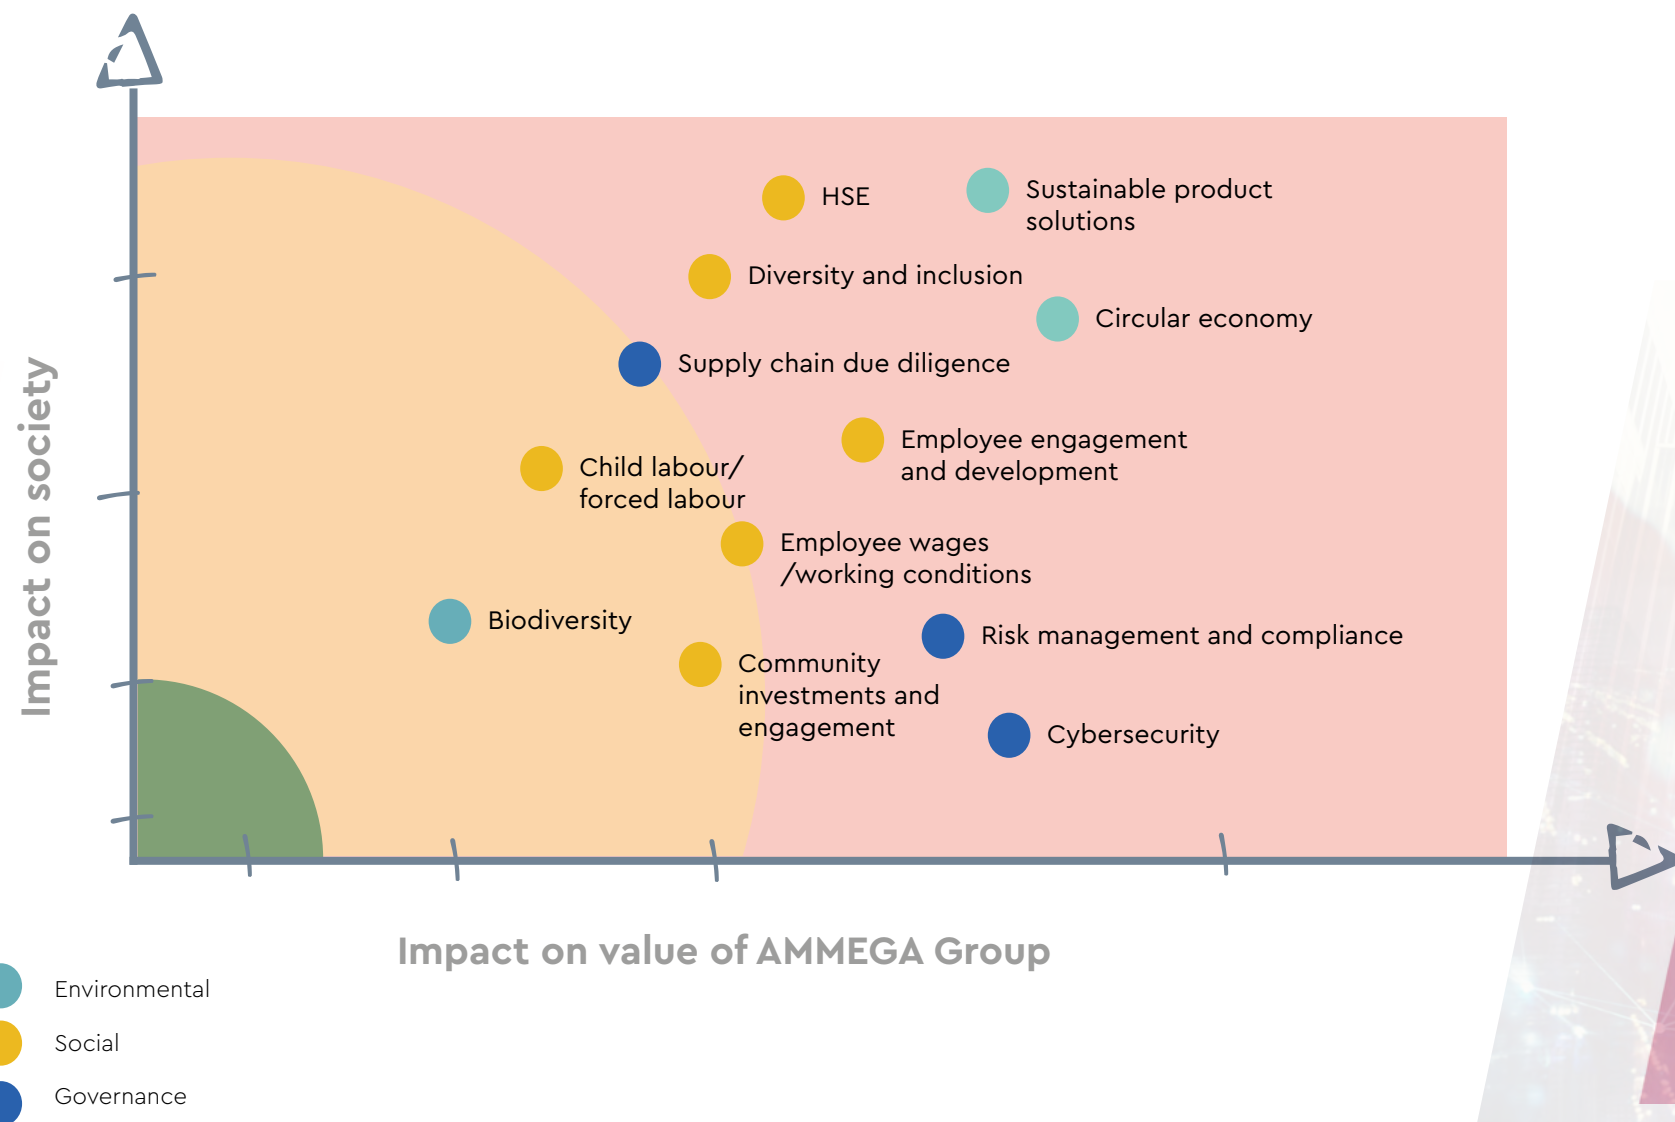 Impact on society
HSE
Sustainable product
solutions
Diversity and inclusion
Circular economy
Supply chain due diligence
Employee engagement
and development
Child labour/
forced labour
Employee wages
/working conditions
Biodiversity
Risk management and compliance
Community
investments and
engagement
Cybersecurity
Impact on value of AMMEGA Group
Environmental
Social
Governance